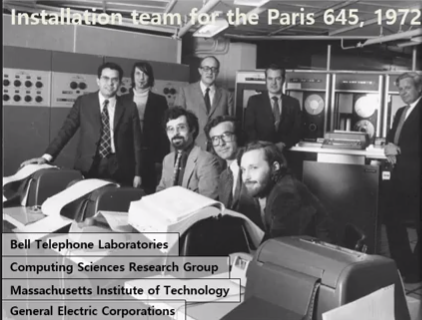 Installation team for the Paris 645, 1972
Bell Telephone Laboratories
Computing Sciences Research Group
Massachusetts Institute of Technology
General Electric Corporations